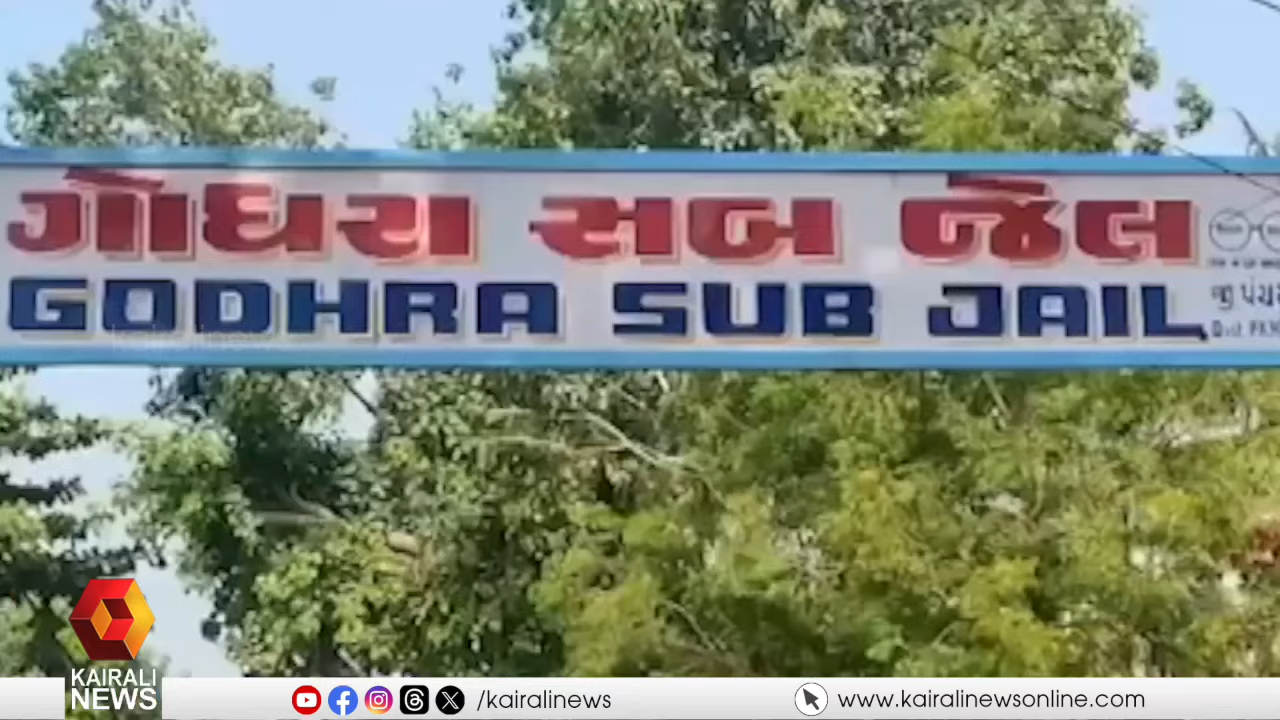 ગોધરા સબ જેલ
GODHRA SUB JAIL
KAIRALI
NEWS
/kairalinews
www.kairalinewsonline.com